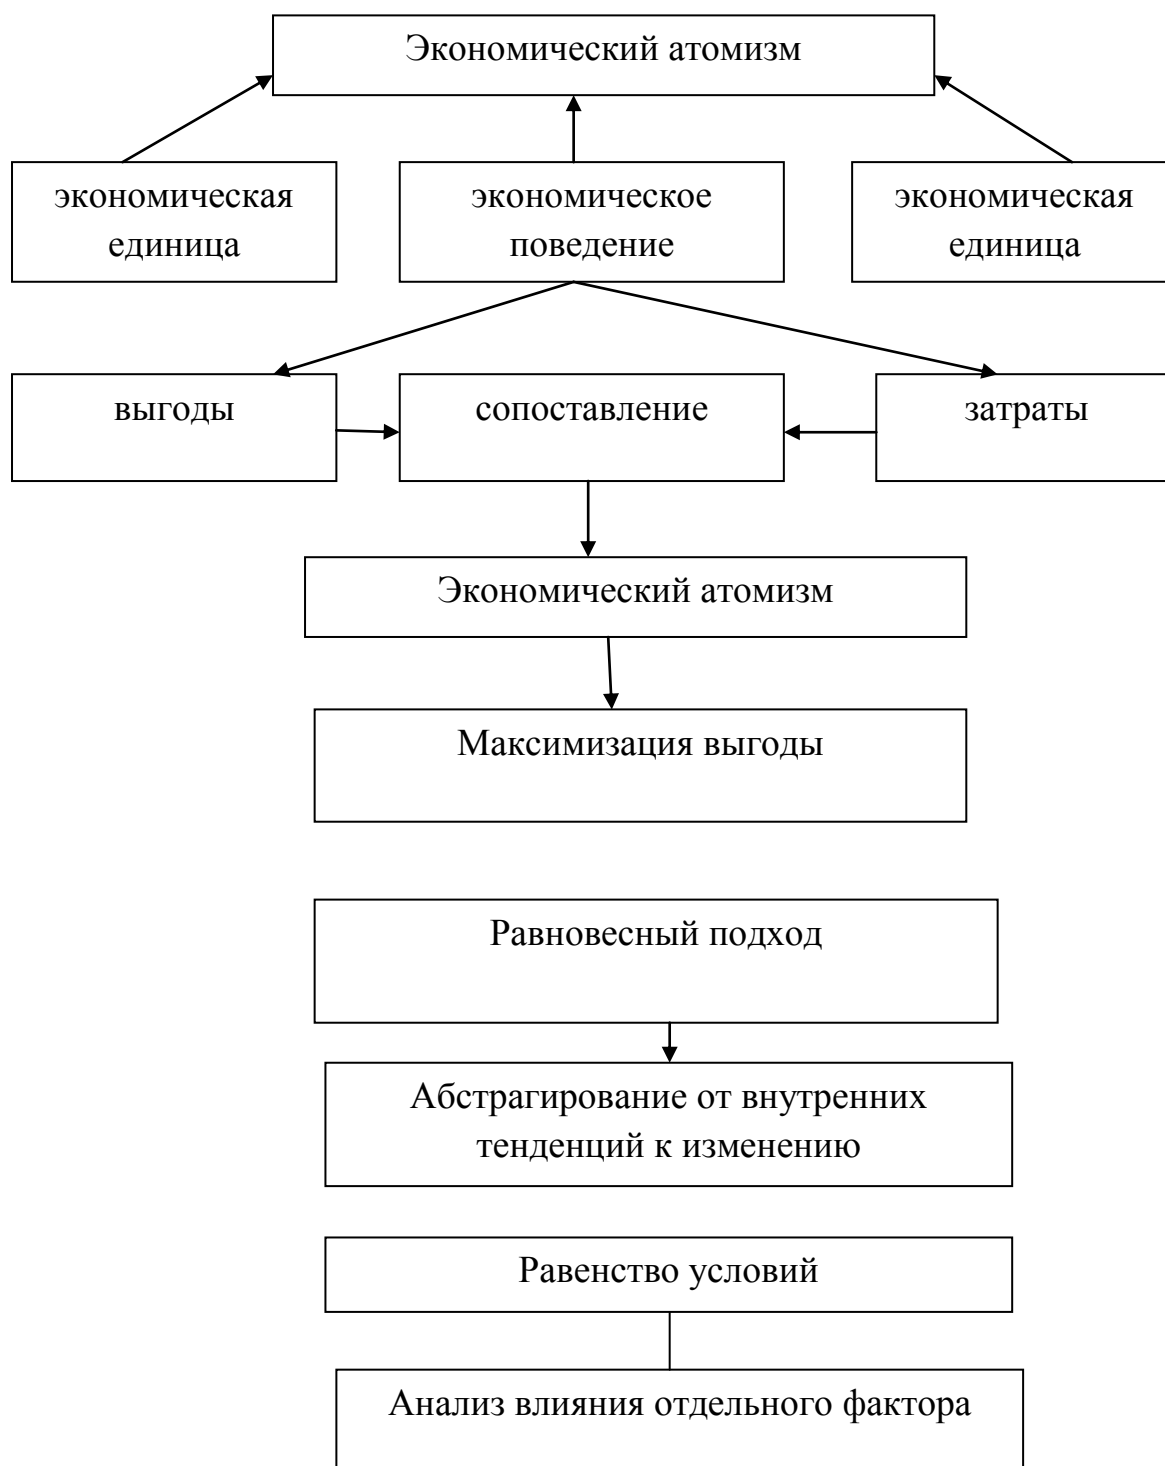 Экономический атомизм
экономическая
единица
экономическое
поведение
экономическая
единица
выгоды
сопоставление
затраты
Экономический атомизм
Максимизация выгоды
Равновесный подход
Абстрагирование от внутренних
тенденций к изменению
Равенство условий
Анализ влияния отдельного фактора